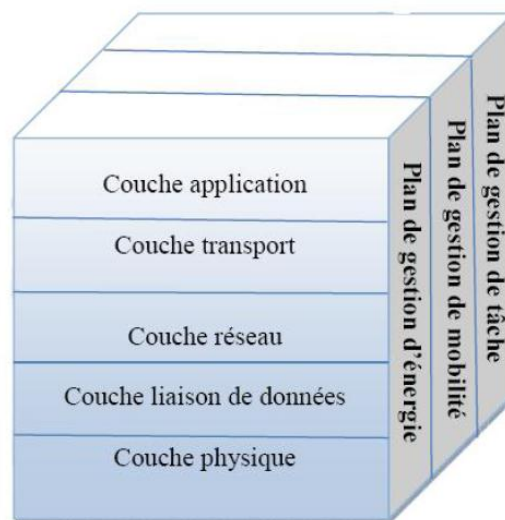 Couche application
Couche transport
Couche réseau
Couche liaison de données
Couche physique
Plan de gestion d'énergie
Plan de gestion de mobilité
Plan de gestion de tâche